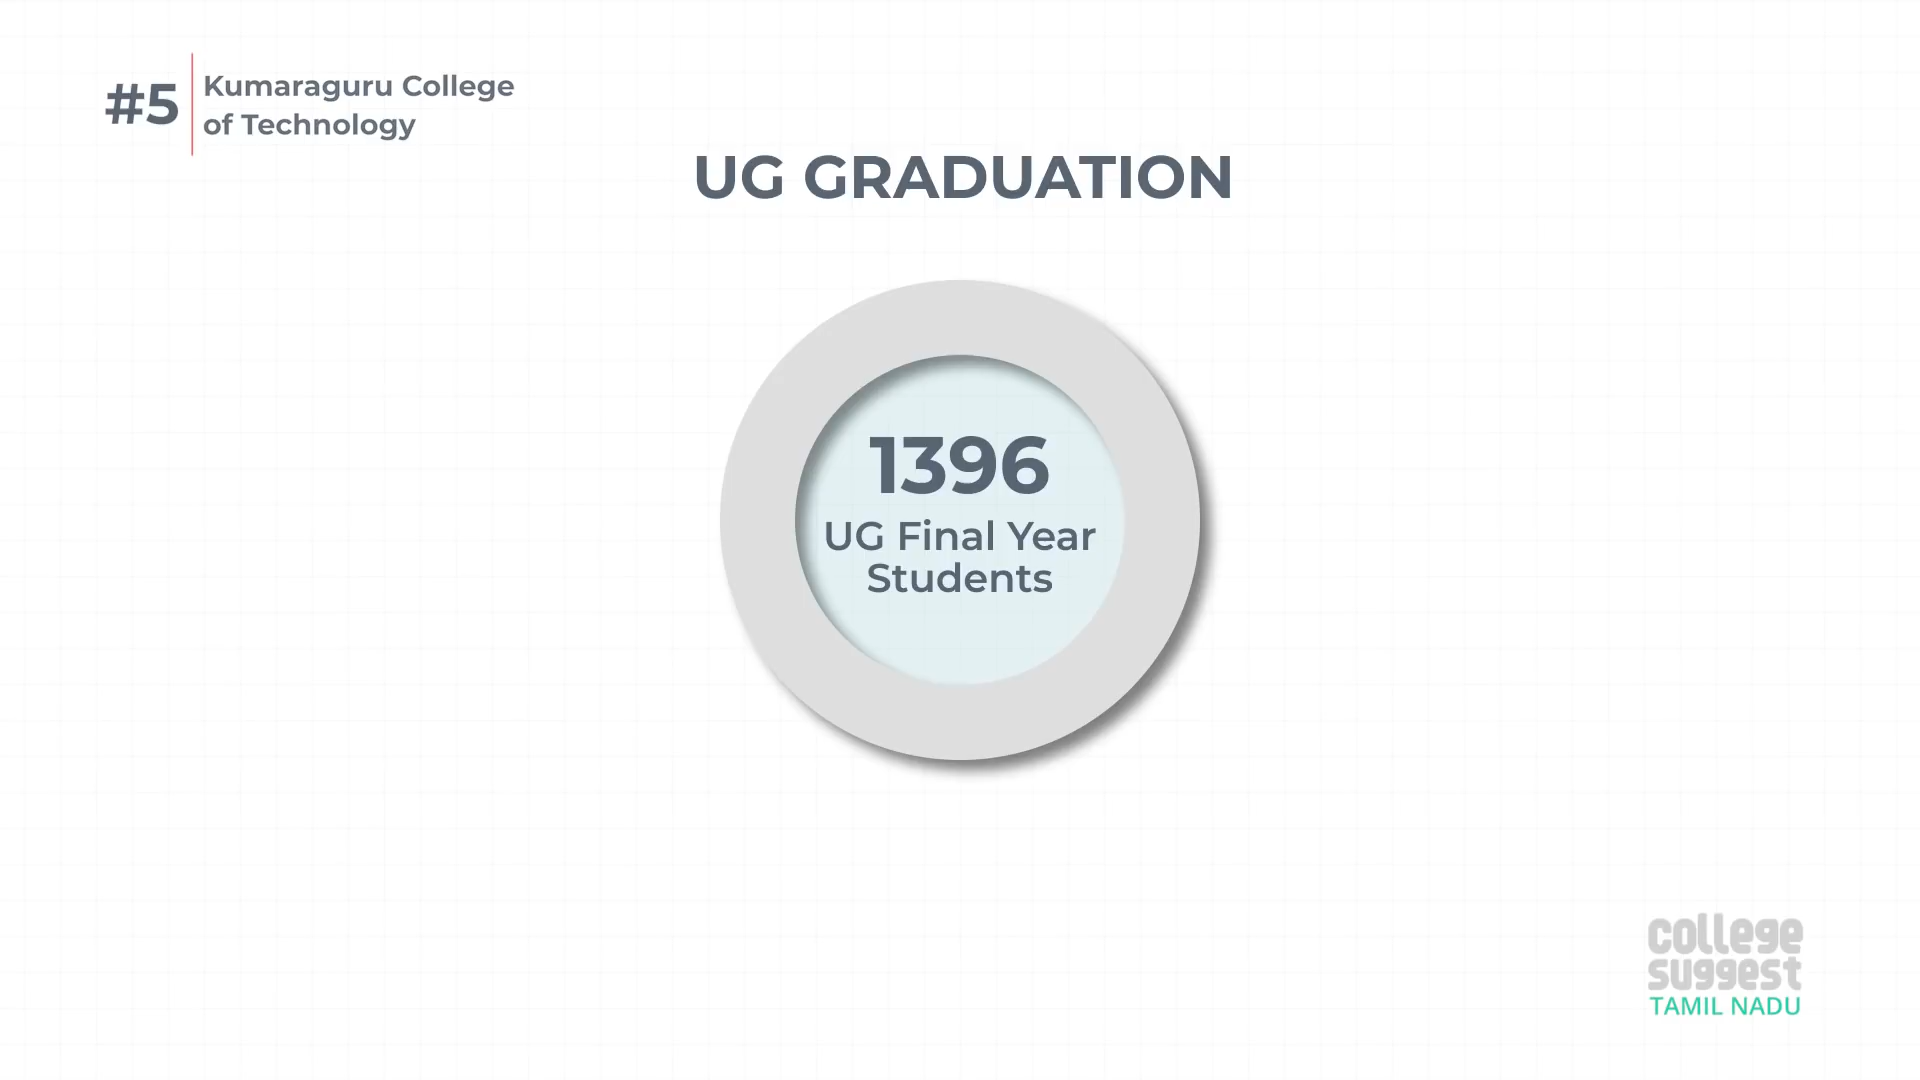 #5
Kumaraguru College
of Technology
UG GRADUATION
1396
UG Final Year
Students
college
suggest
TAMIL NADU